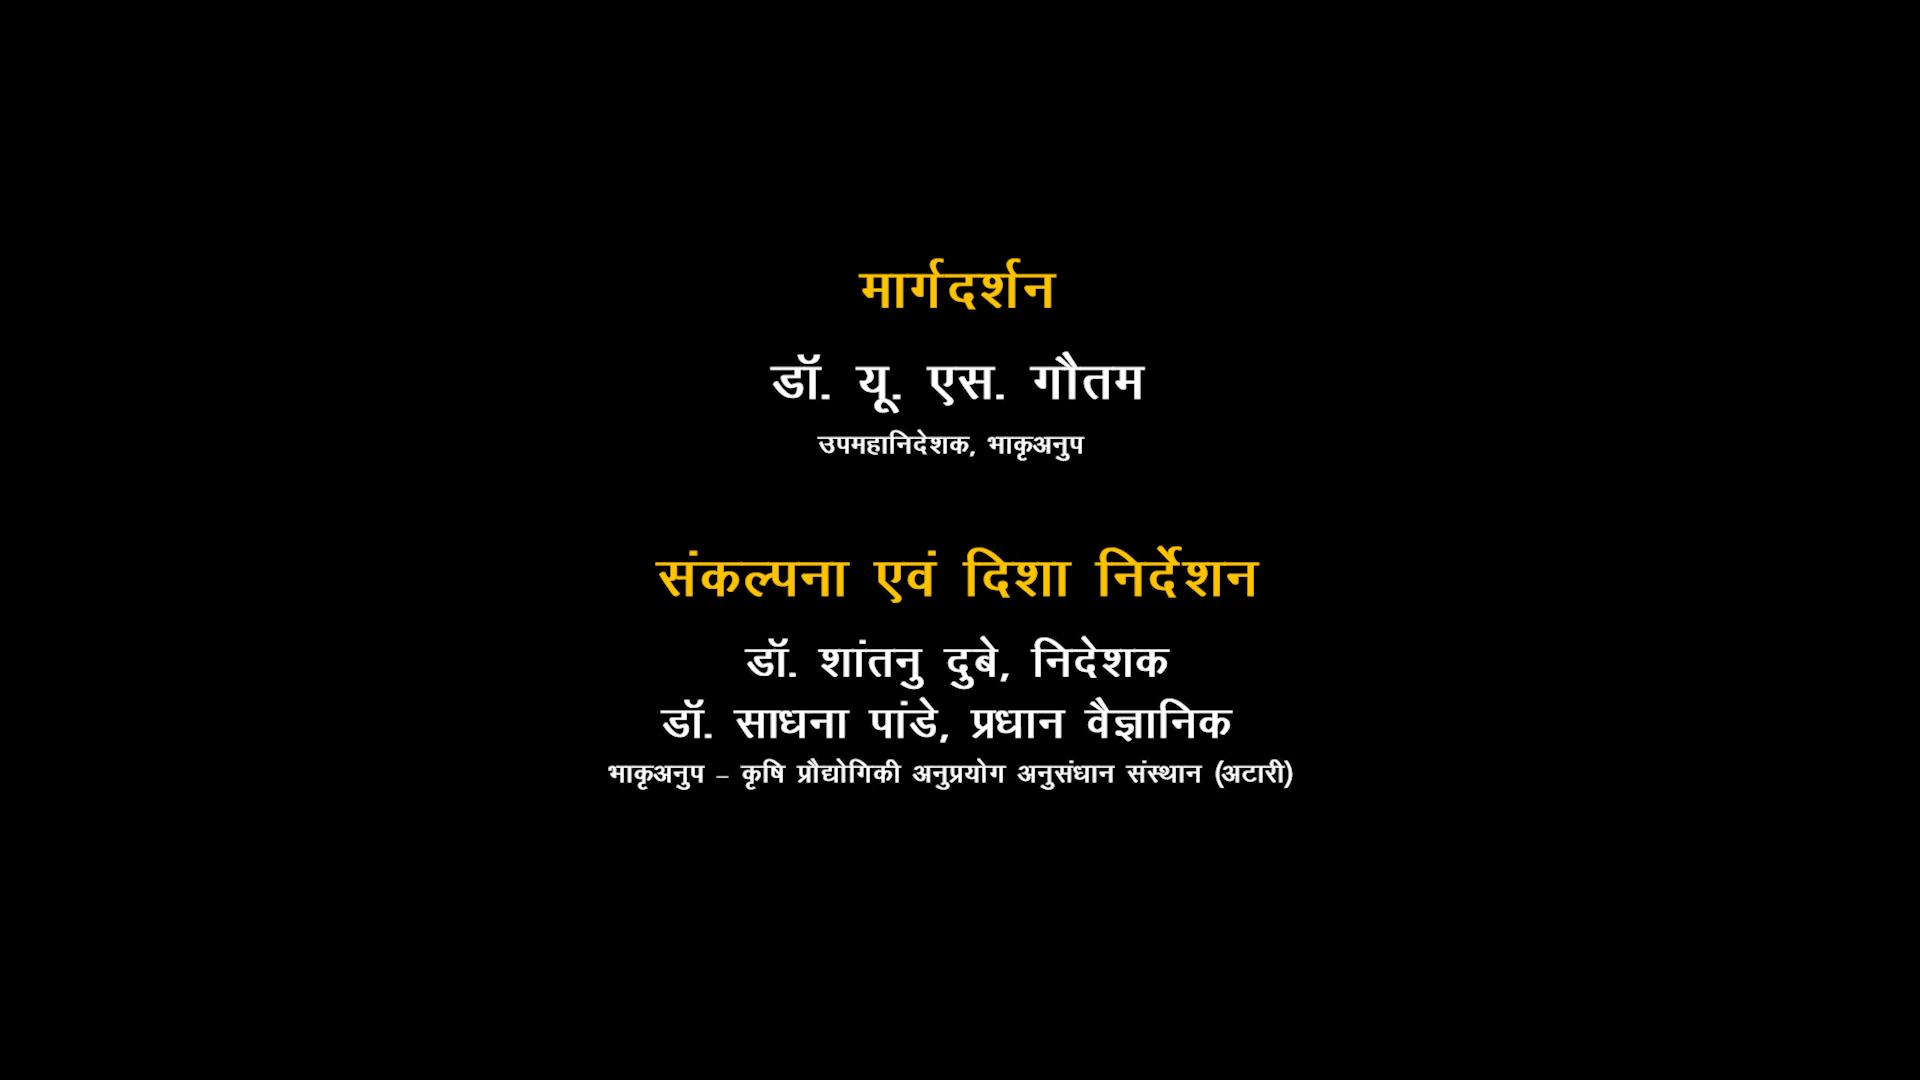 मार्गदर्शन
डॉ. यू. एस. गौतम
उपमहानिदेशक, भाकृअनुप
संकल्पना एवं दिशा निर्देशन
डॉ. शांतनु दुबे, निदेशक
डॉ. साधना पांडे, प्रधान वैज्ञानिक
भाकृअनुप – कृषि प्रौद्योगिकी अनुप्रयोग अनुसंधान संस्थान (अटारी)